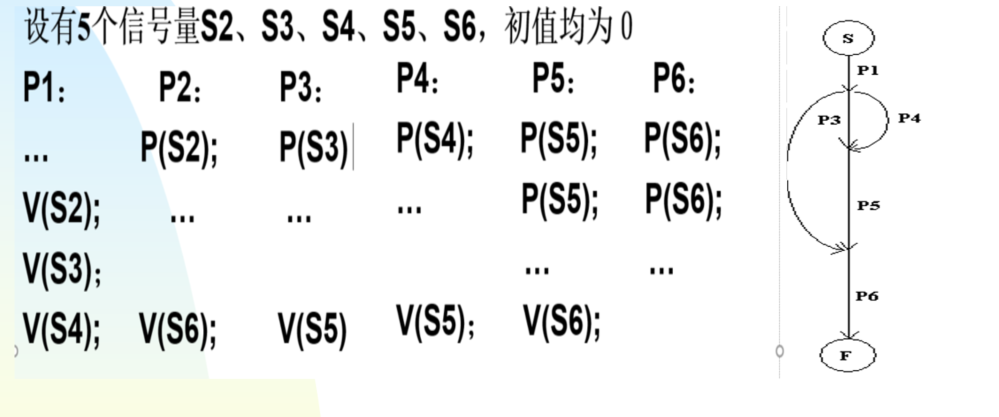 设有5个信号量S2、S3、S4、S5、S6，初值均为0
P1： P2： P3： P4： P5： P6：
... P(S2); P(S3) P(S4); P(S5); P(S6);
V(S2); ... ... ... P(S5); P(S6);
V(S3); ... ...
V(S4); V(S6); V(S5) V(S5); V(S6);
S
P1
P3 P4
P5
P6
F